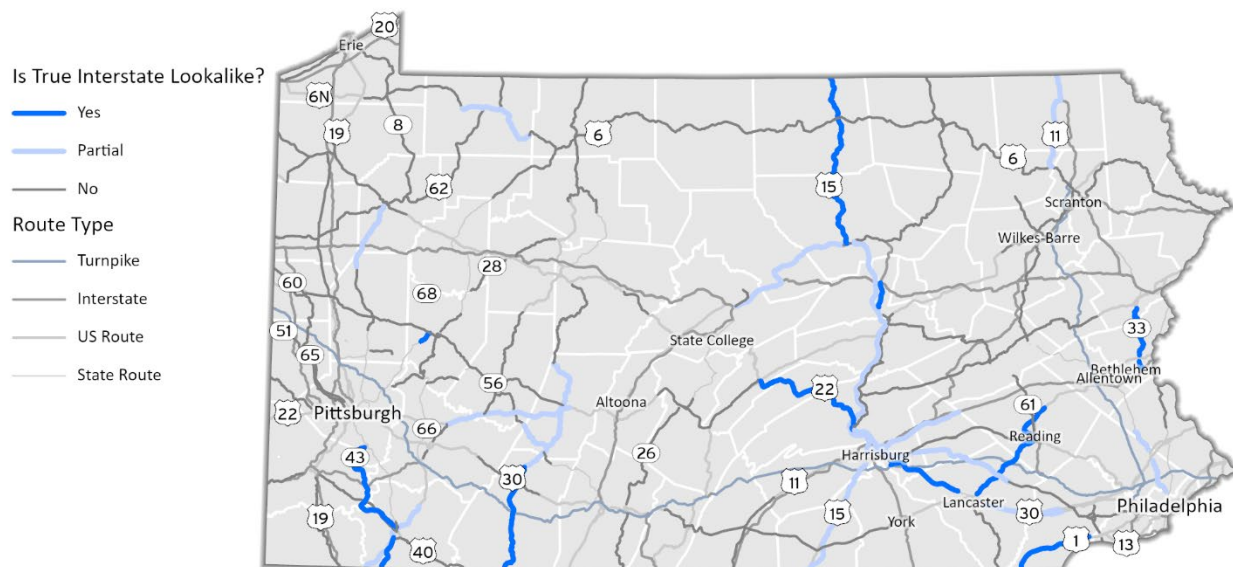 Is True Interstate Lookalike?
Yes
Partial
No
Route Type
Turnpike
Interstate
US Route
State Route
20
Erie
6N
19
8
6
62
11
6
15
Scranton
Wilkes-Barre
28
60
68
51
65
State College
33
Bethlehem
Allentown
56
22
Altoona
22
Pittsburgh
66
61
Reading
43
26
Harrisburg
30
11
Lancaster
Philadelphia
15
York
30
19
40
1
13